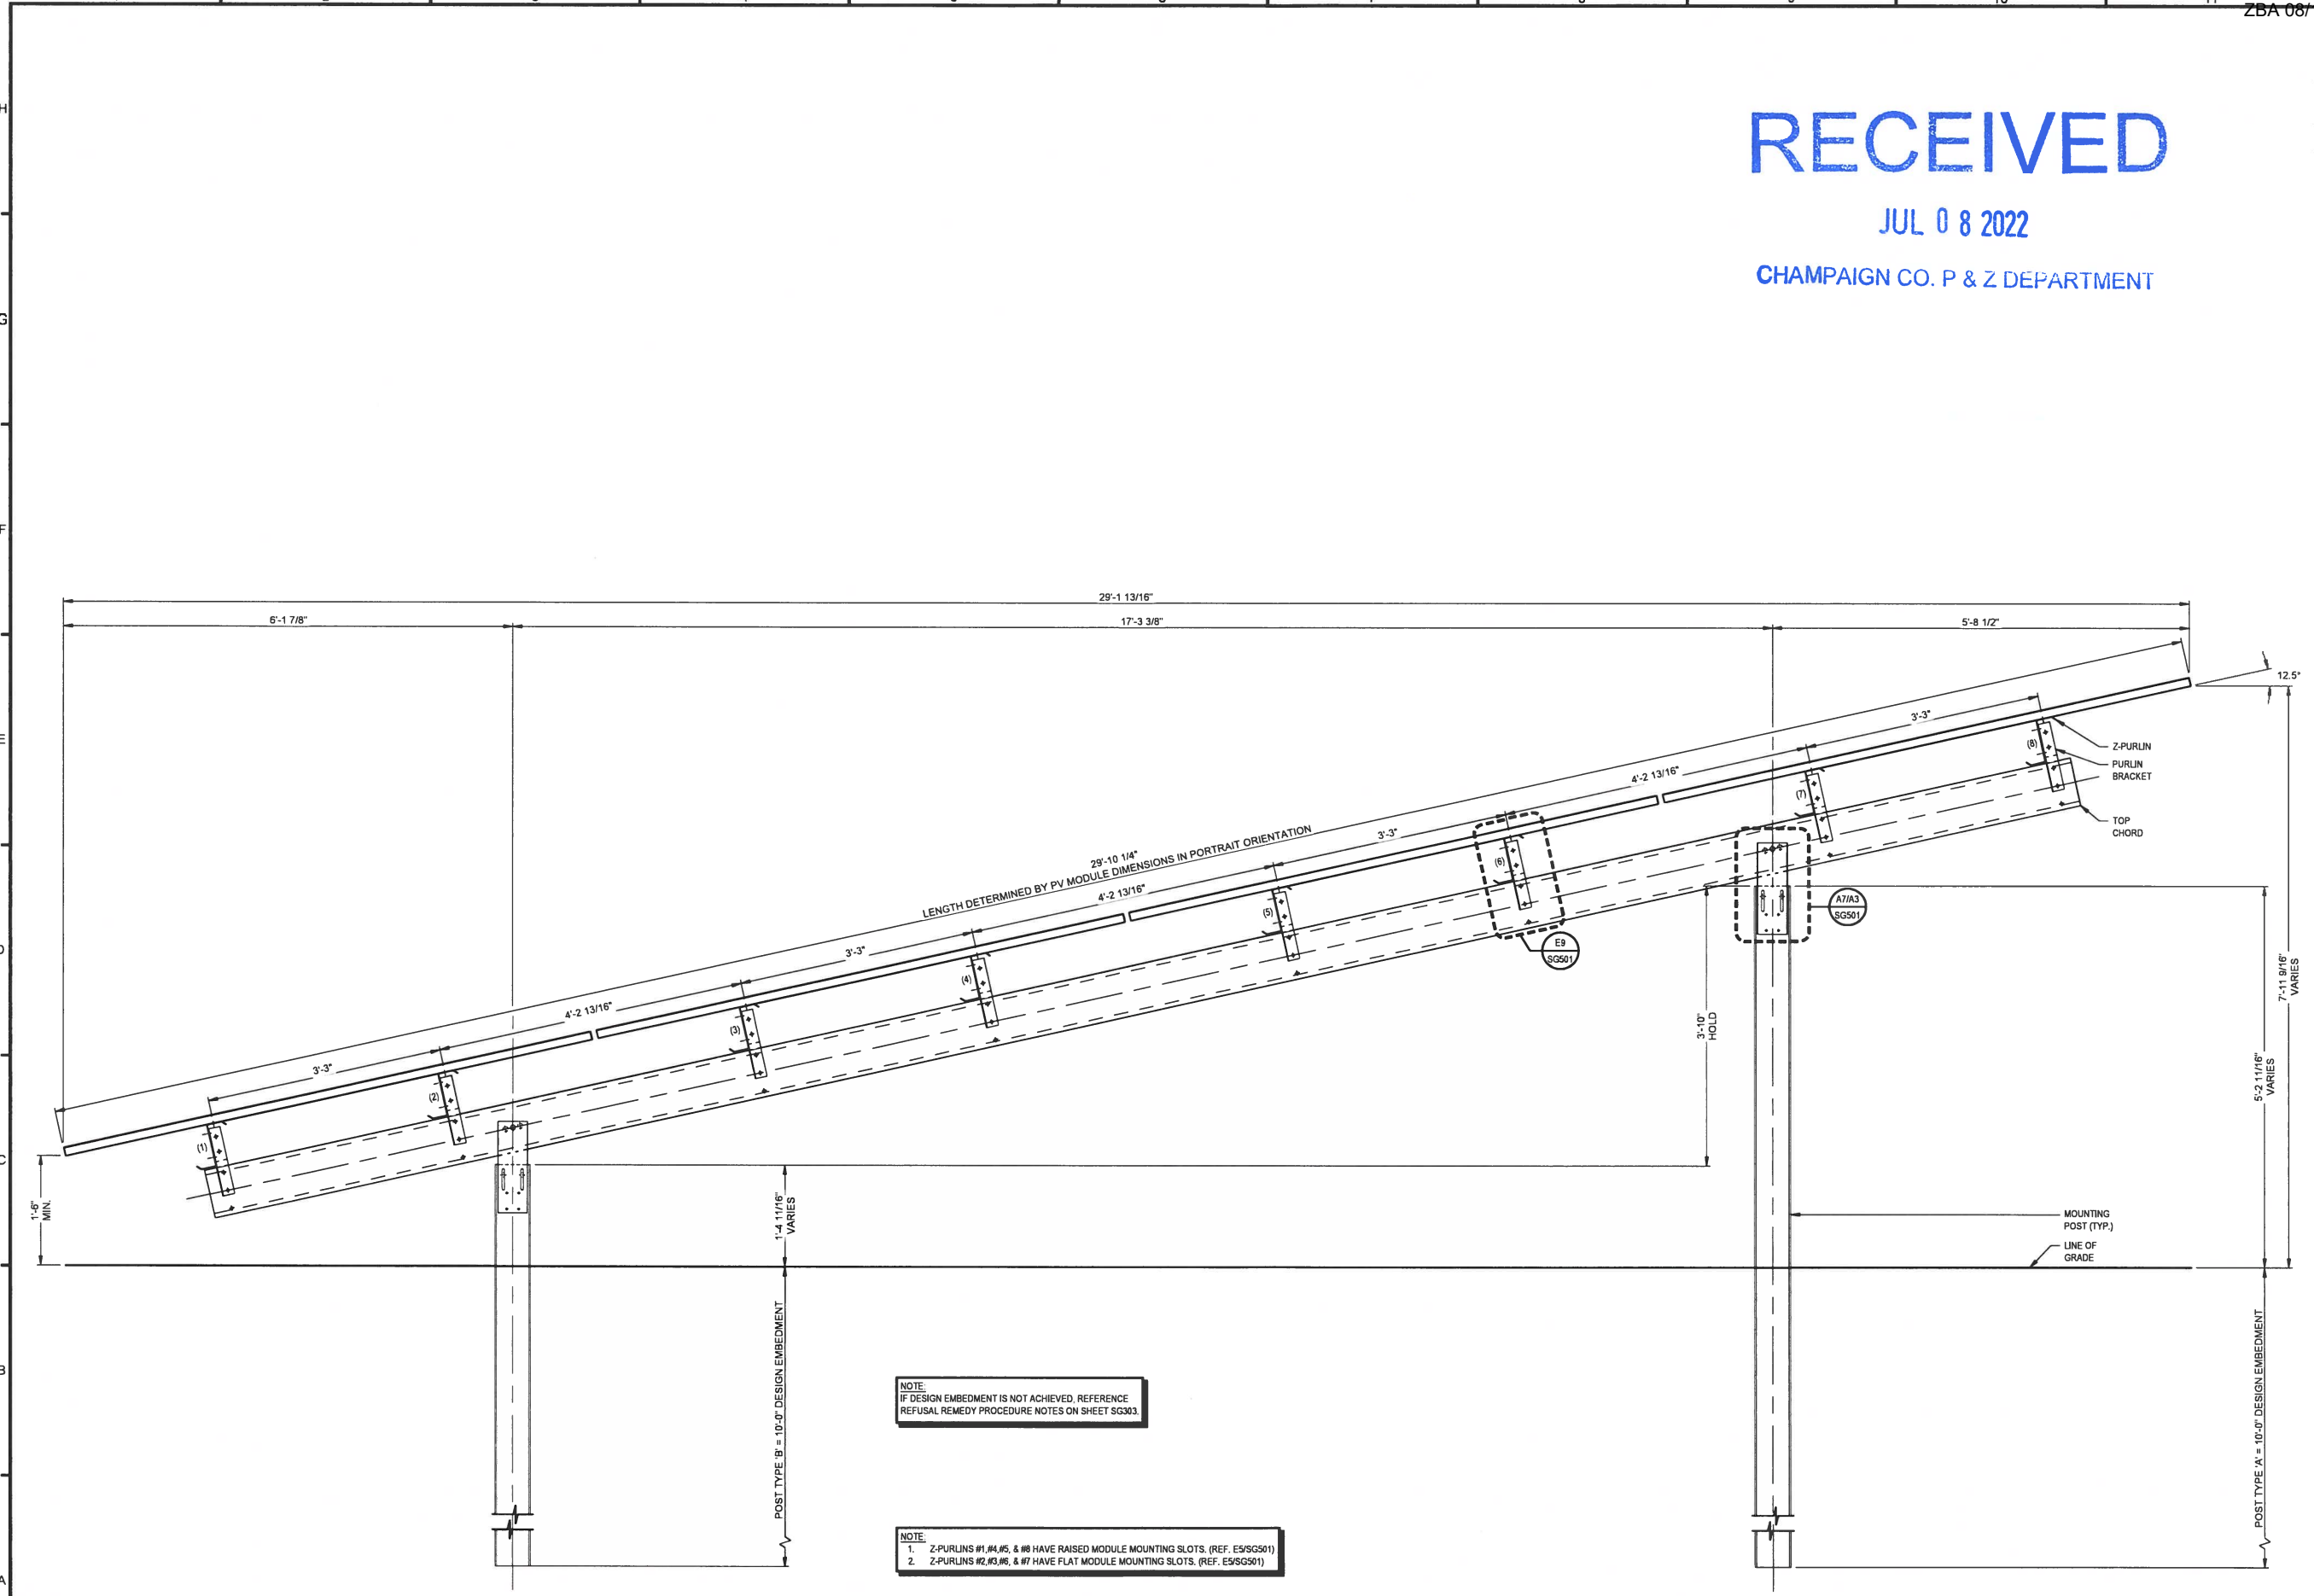 ZBA 08/
RECEIVED
JUL 0 8 2022
CHAMPAIGN CO. P & Z DEPARTMENT
H
G
F
E
D
C
B
A
29'-1 13/16"
6'-1 7/8"
17'-3 3/8"
5'-8 1/2"
12.5°
3'-3"
(8)
Z-PURLIN
PURLIN
BRACKET
4'-2 13/16"
(7)
TOP
CHORD
29'-10 1/4"
LENGTH DETERMINED BY PV MODULE DIMENSIONS IN PORTRAIT ORIENTATION
3'-3"
(6)
4'-2 13/16"
(5)
A7/A3
SG501
E9
SG501
3'-3"
(4)
7'-11 9/16"
VARIES
4'-2 13/16"
(3)
3'-10"
HOLD
3'-3"
(2)
5'-2 11/16"
VARIES
(1)
1'-6"
MIN.
1'-4 11/16"
VARIES
MOUNTING
POST (TYP.)
LINE OF
GRADE
POST TYPE 'B' = 10'-0" DESIGN EMBEDMENT
POST TYPE 'A' = 10'-0" DESIGN EMBEDMENT
NOTE:
IF DESIGN EMBEDMENT IS NOT ACHIEVED, REFERENCE
REFUSAL REMEDY PROCEDURE NOTES ON SHEET SG303.
NOTE:
1. Z-PURLINS #1,#4,#5, & #8 HAVE RAISED MODULE MOUNTING SLOTS. (REF. E5/SG501)
2. Z-PURLINS #2,#3,#6, & #7 HAVE FLAT MODULE MOUNTING SLOTS. (REF. E5/SG501)